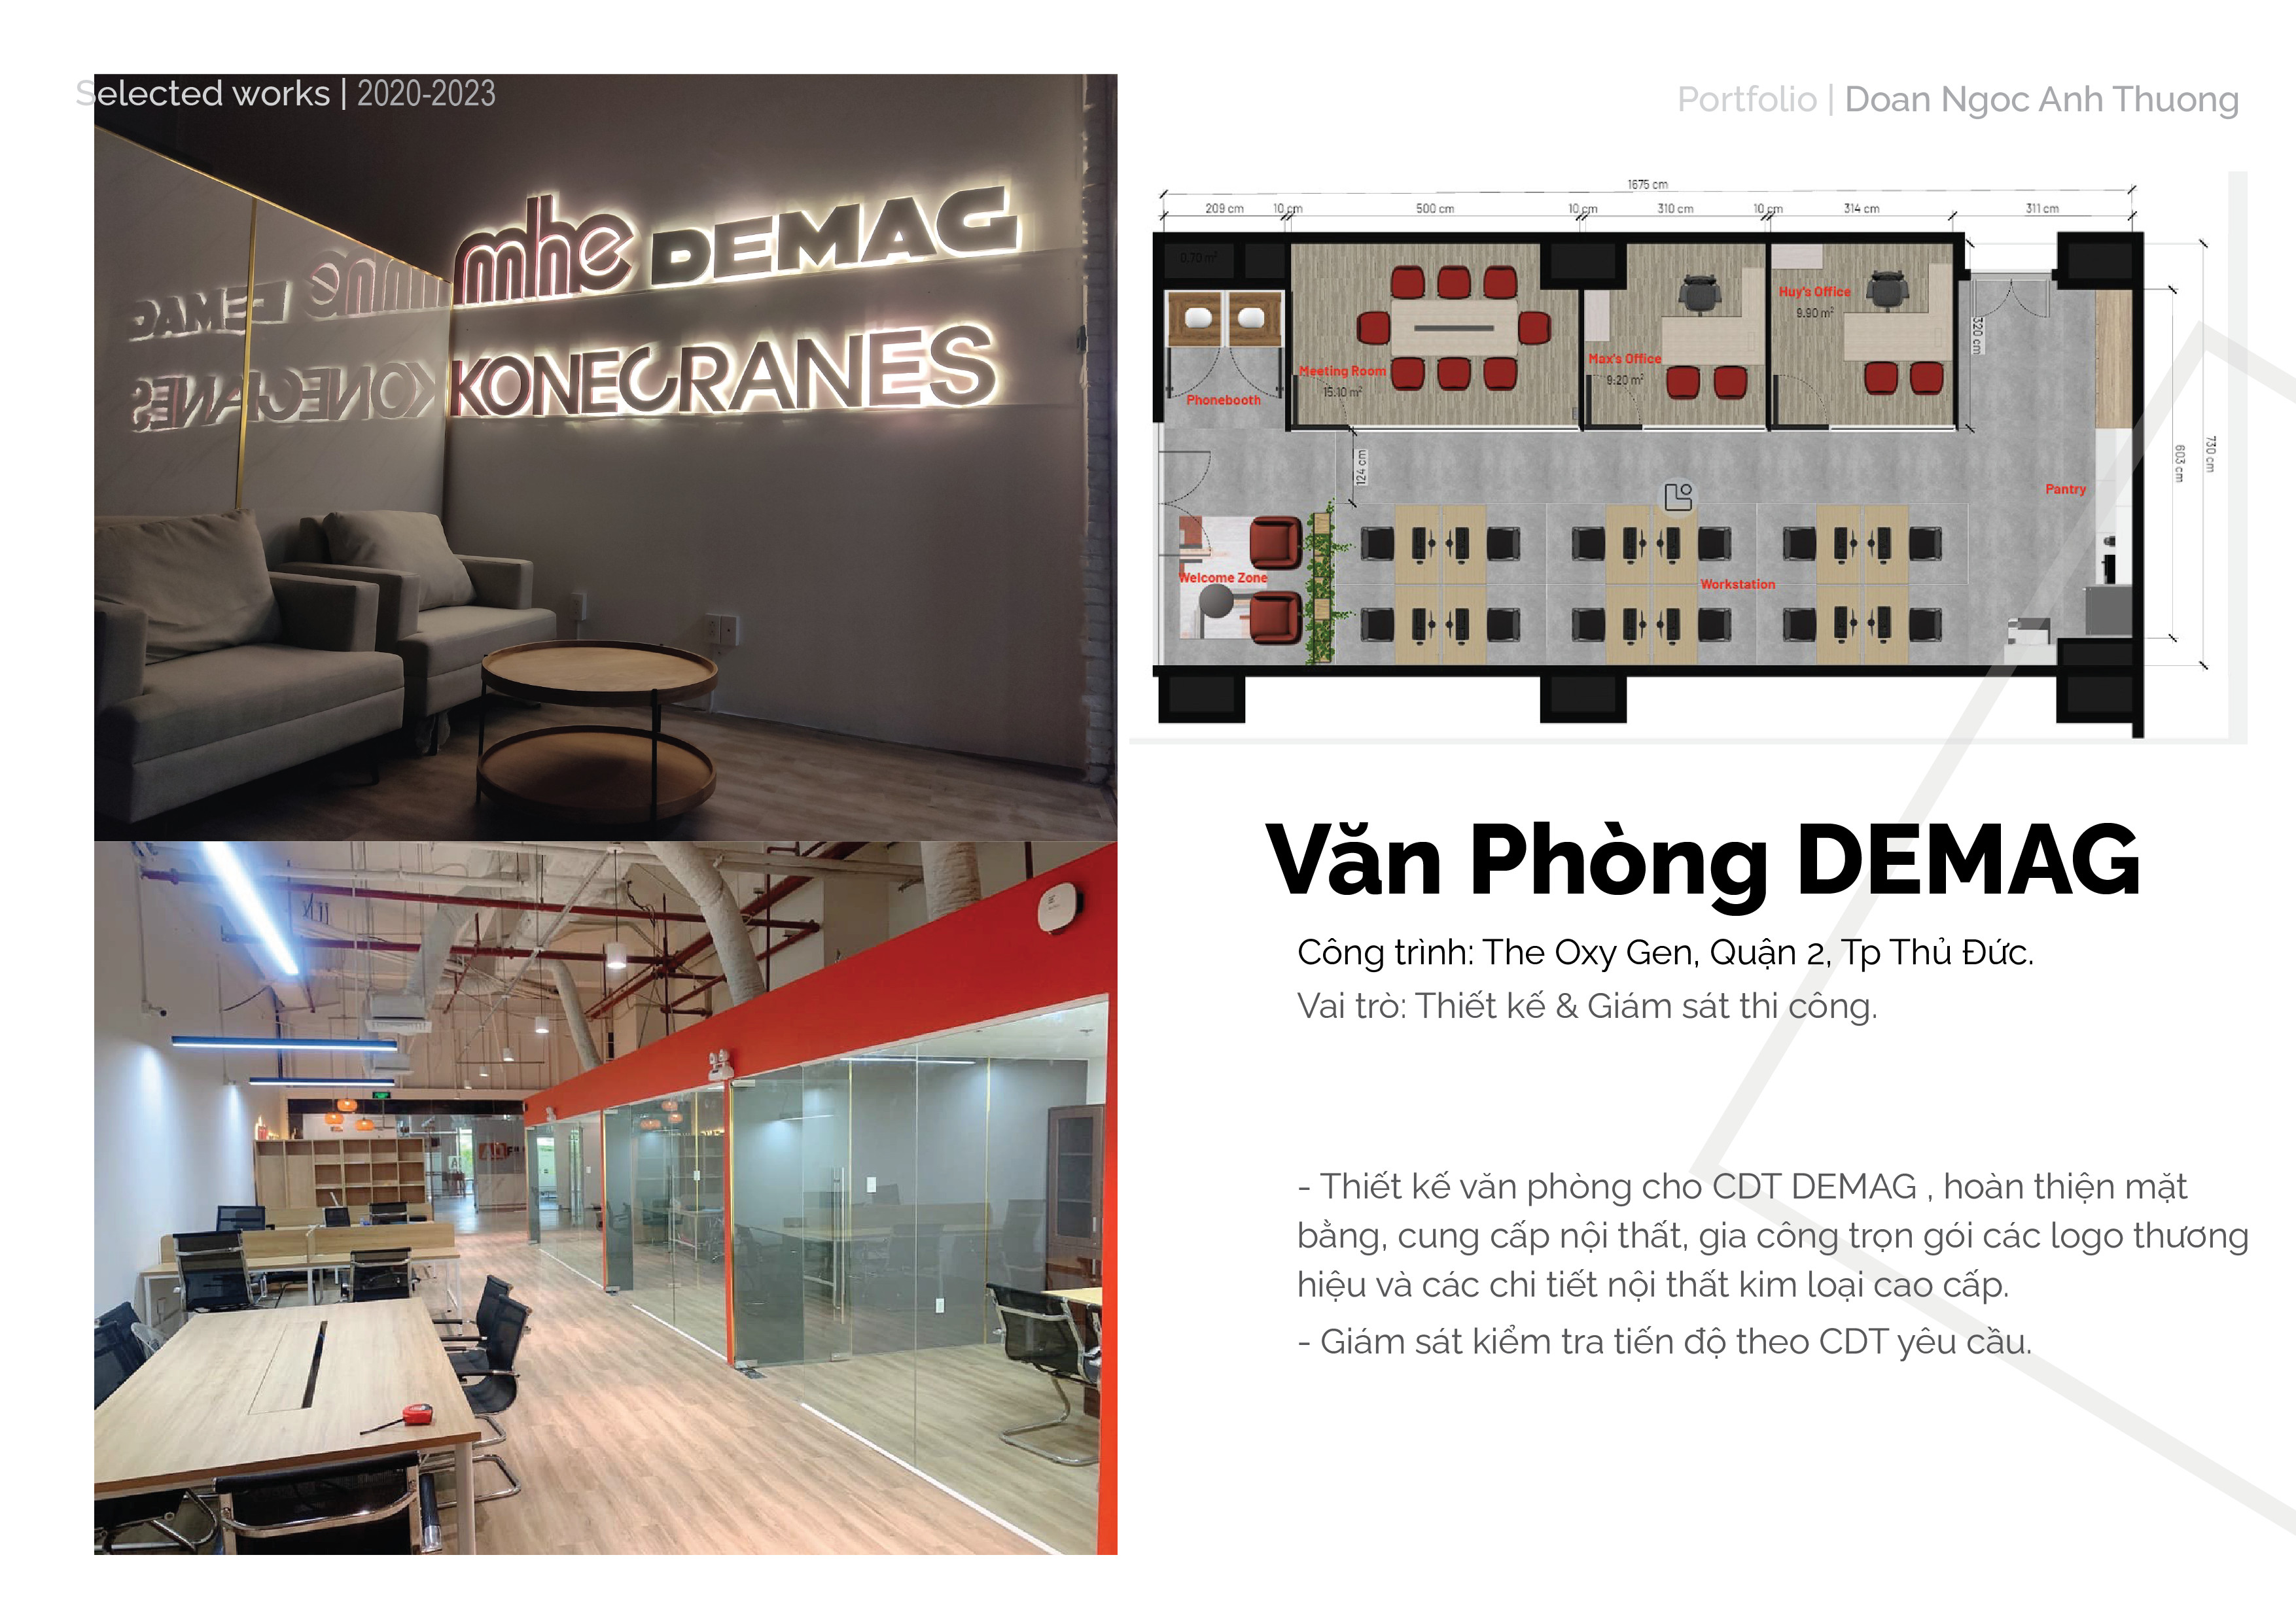 Selected works | 2020-2023
Portfolio | Doan Ngoc Anh Thuong
mhe DEMAG
KONECRANES
1675 cm
209 cm 10 cm 500 cm 10 cm 310 cm 10 cm 314 cm 311 cm
0.70 m²
Phonebooth
Meeting Room
15.10 m²
Max's Office
9.20 m²
Huy's Office
9.90 m²
320 cm
124 cm
603 cm
730 cm
Pantry
Welcome Zone
Workstation
Văn Phòng DEMAG
Công trình: The Oxy Gen, Quận 2, Tp Thủ Đức.
Vai trò: Thiết kế & Giám sát thi công.
- Thiết kế văn phòng cho CDT DEMAG , hoàn thiện mặt
bằng, cung cấp nội thất, gia công trọn gói các logo thương
hiệu và các chi tiết nội thất kim loại cao cấp.
- Giám sát kiểm tra tiến độ theo CDT yêu cầu.